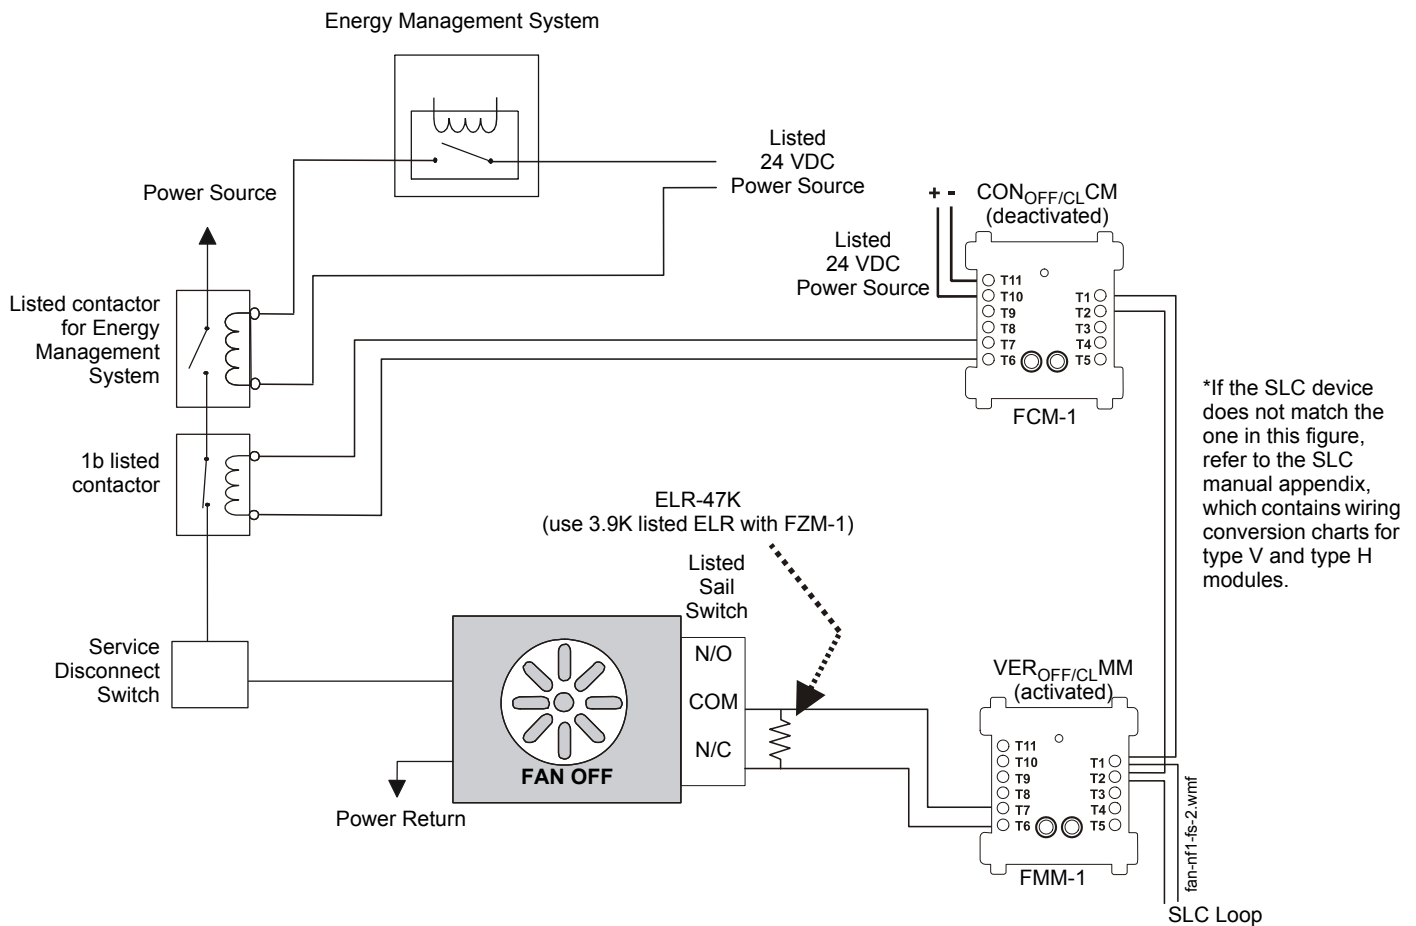 Energy Management System
Listed
24 VDC
Power Source
Power Source
+ -
CONOFF/CLCM
(deactivated)
Listed
24 VDC
Power Source
T11
T10
T9
T8
T7
T6
T1
T2
T3
T4
T5
FCM-1
Listed contactor
for Energy
Management
System
1b listed
contactor
*If the SLC device
does not match the
one in this figure,
refer to the SLC
manual appendix,
which contains wiring
conversion charts for
type V and type H
modules.
ELR-47K
(use 3.9K listed ELR with FZM-1)
Listed
Sail
Switch
N/O
COM
N/C
Service
Disconnect
Switch
FAN OFF
Power Return
VEROFF/CLMM
(activated)
T11
T10
T9
T8
T7
T6
T1
T2
T3
T4
T5
FMM-1
fan-nf1-fs-2.wmf
SLC Loop